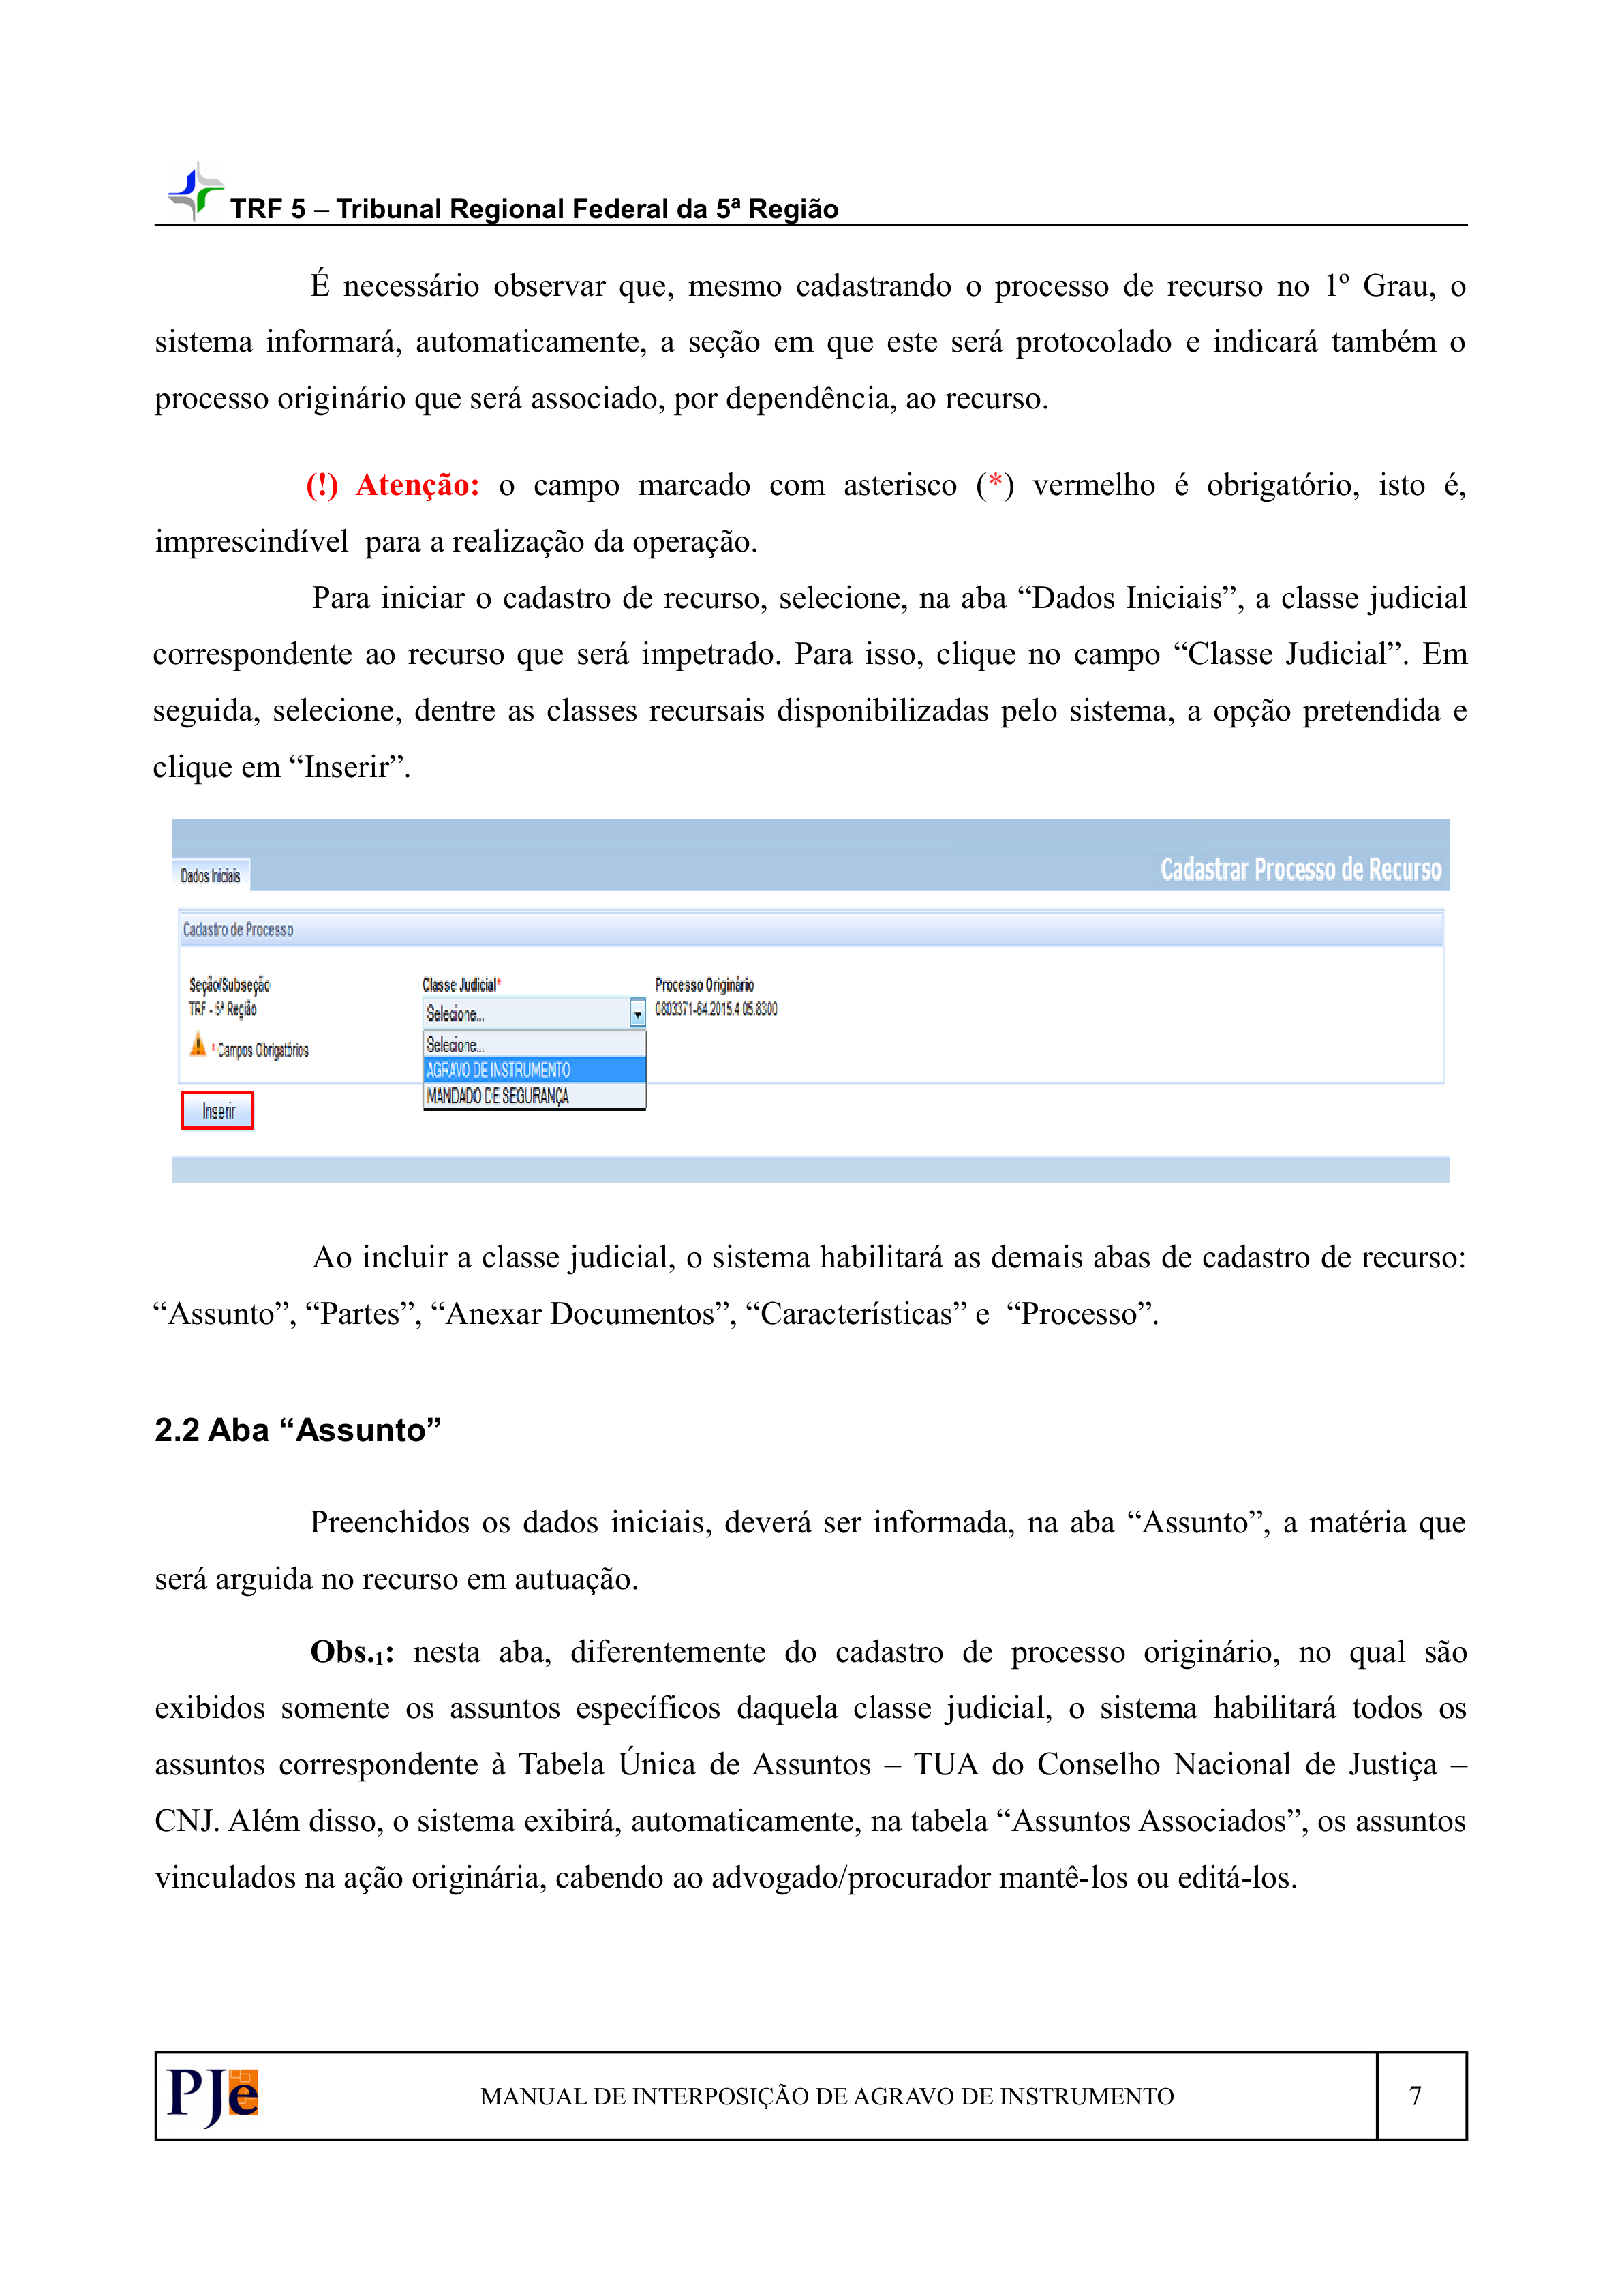 TRF 5 – Tribunal Regional Federal da 5ª Região
É necessário observar que, mesmo cadastrando o processo de recurso no 1º Grau, o
sistema informará, automaticamente, a seção em que este será protocolado e indicará também o
processo originário que será associado, por dependência, ao recurso.
(!) Atenção: o campo marcado com asterisco (*) vermelho é obrigatório, isto é,
imprescindível para a realização da operação.
Para iniciar o cadastro de recurso, selecione, na aba “Dados Iniciais”, a classe judicial
correspondente ao recurso que será impetrado. Para isso, clique no campo “Classe Judicial”. Em
seguida, selecione, dentre as classes recursais disponibilizadas pelo sistema, a opção pretendida e
clique em “Inserir”.
Cadastrar Processo de Recurso
Dados Iniciais
Cadastro de Processo
Seção/Subseção Classe Judicial* Processo Originário
TRF - 5ª Região Selecione... 0803371-64.2015.4.05.8300
* Campos Obrigatórios Selecione...
AGRAVO DE INSTRUMENTO
MANDADO DE SEGURANÇA
Inserir
Ao incluir a classe judicial, o sistema habilitará as demais abas de cadastro de recurso:
“Assunto”, “Partes”, “Anexar Documentos”, “Características” e “Processo”.
2.2 Aba “Assunto”
Preenchidos os dados iniciais, deverá ser informada, na aba “Assunto”, a matéria que
será arguida no recurso em autuação.
Obs.₁: nesta aba, diferentemente do cadastro de processo originário, no qual são
exibidos somente os assuntos específicos daquela classe judicial, o sistema habilitará todos os
assuntos correspondente à Tabela Única de Assuntos – TUA do Conselho Nacional de Justiça –
CNJ. Além disso, o sistema exibirá, automaticamente, na tabela “Assuntos Associados”, os assuntos
vinculados na ação originária, cabendo ao advogado/procurador mantê-los ou editá-los.
PJe MANUAL DE INTERPOSIÇÃO DE AGRAVO DE INSTRUMENTO 7